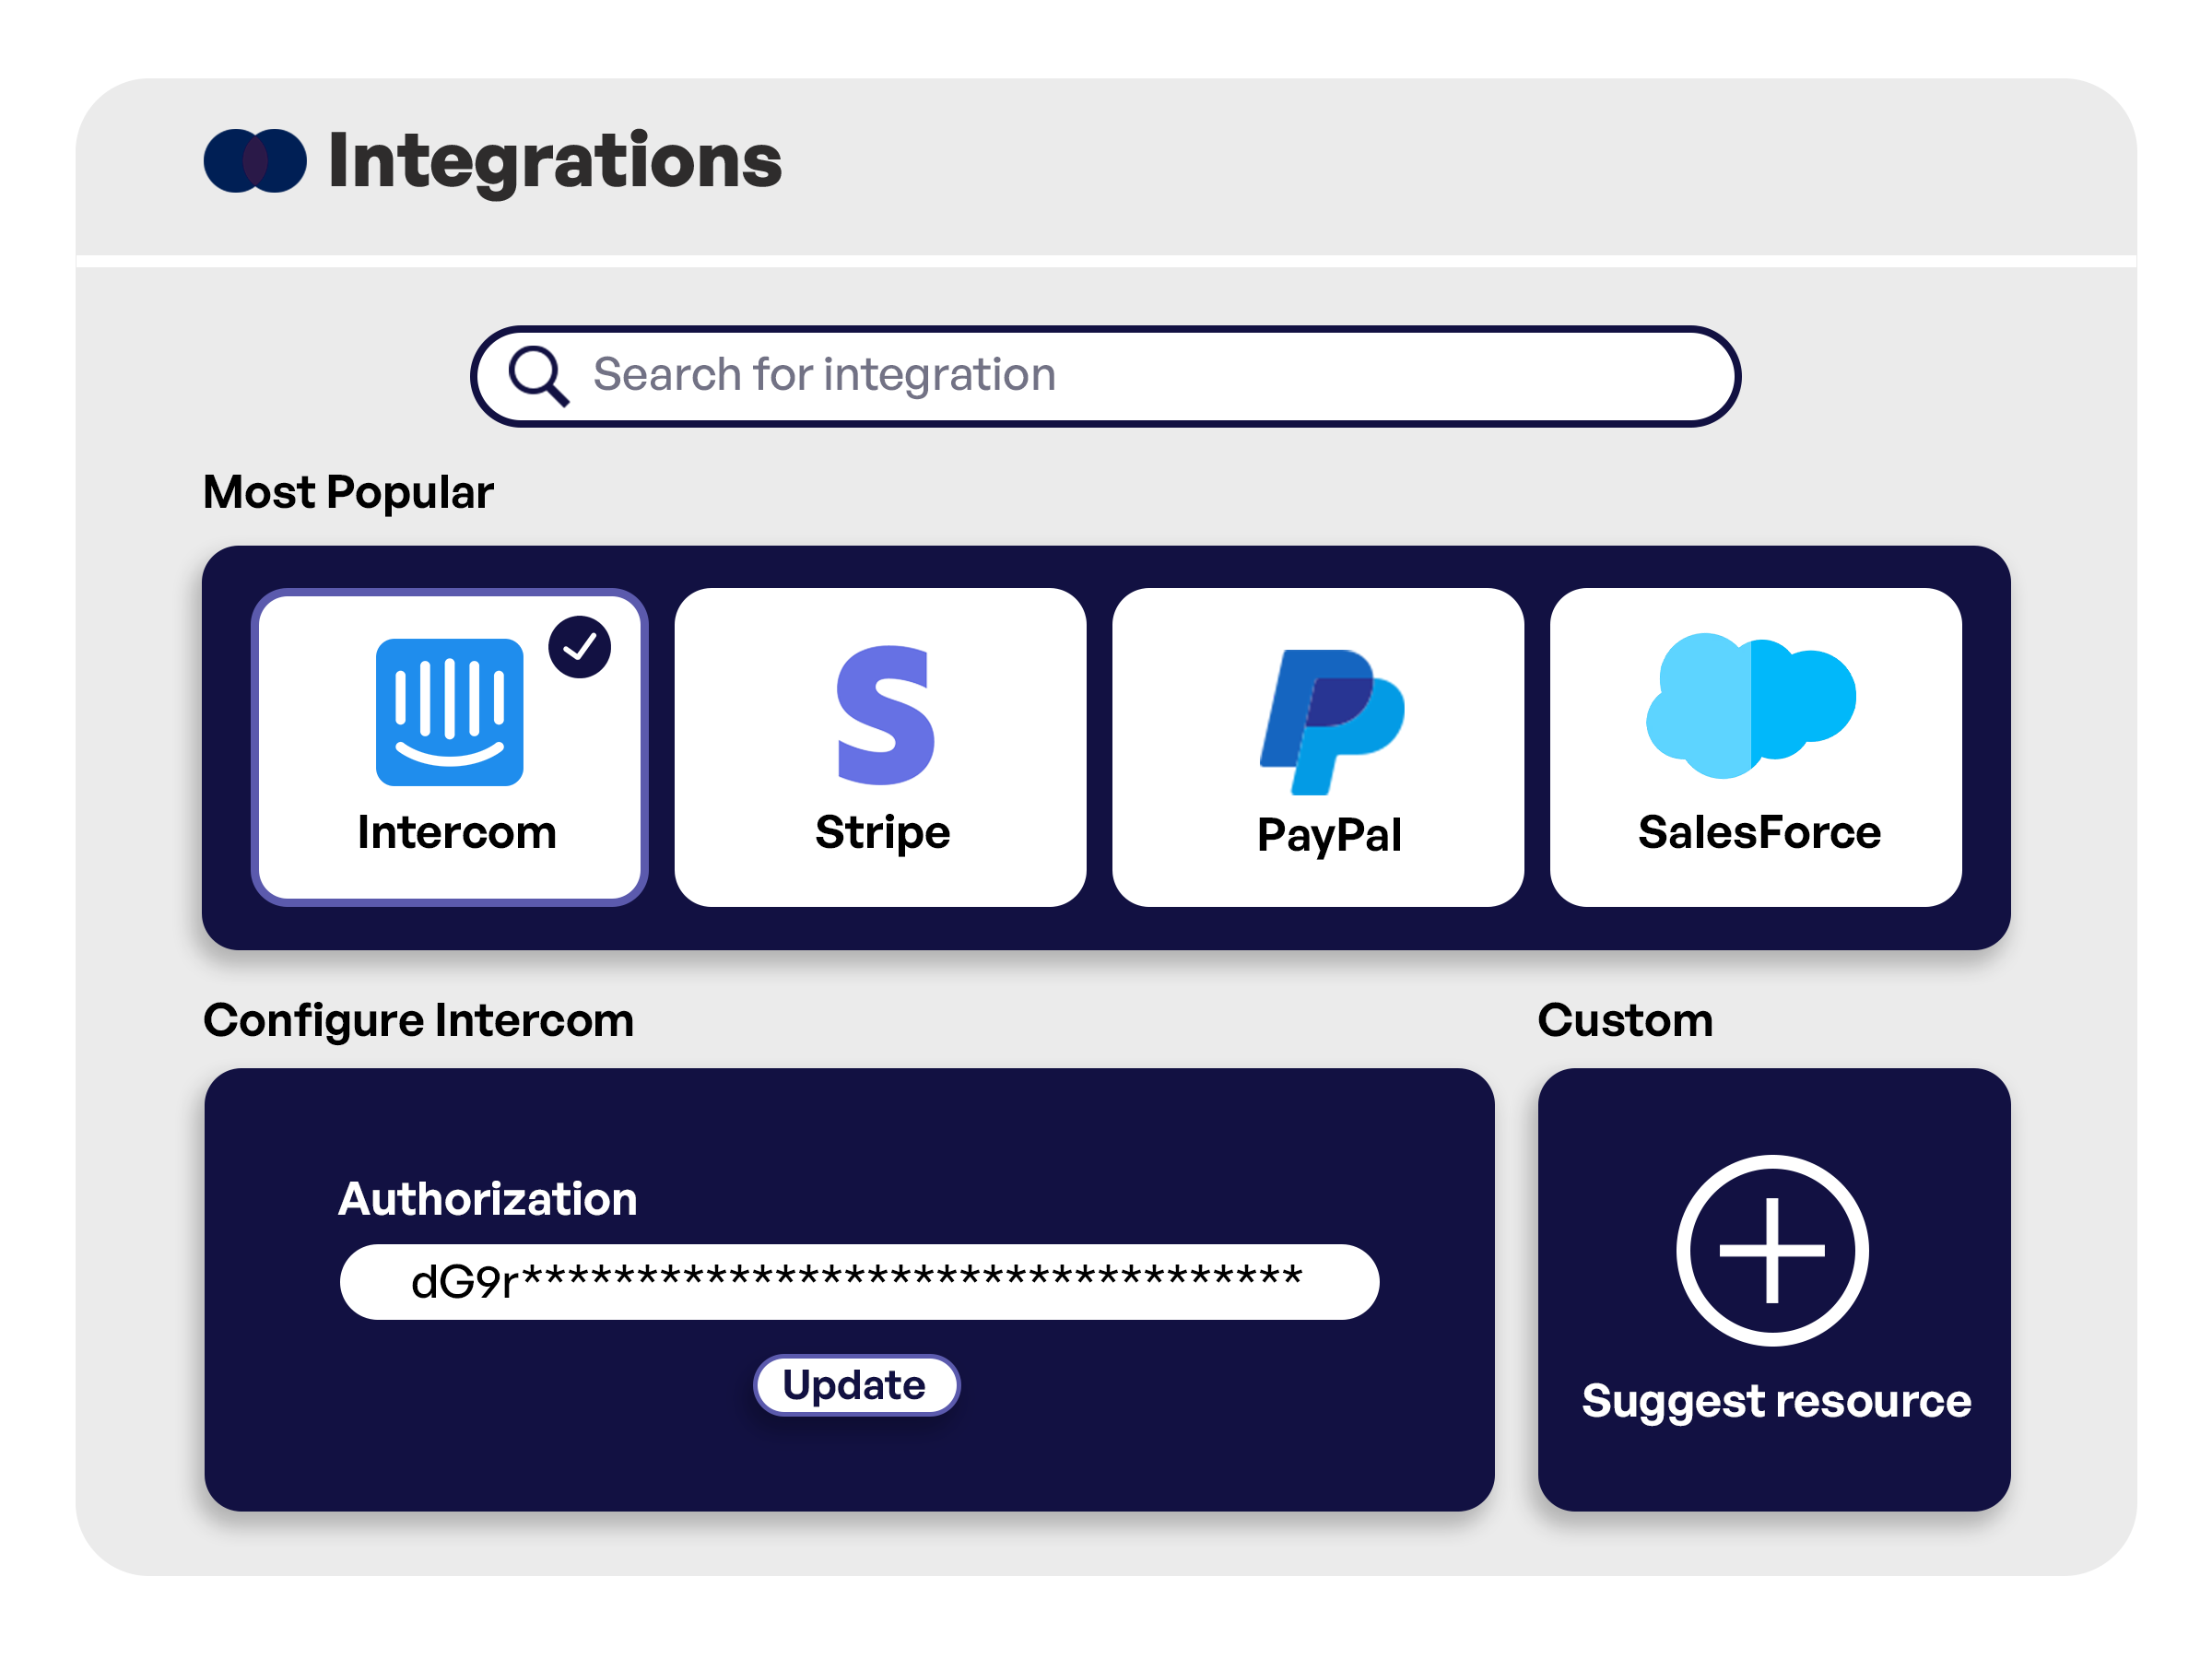 Integrations
Search for integration
Most Popular
Intercom
Stripe
PayPal
SalesForce
Configure Intercom
Custom
Authorization
dG9r**********************************
Update
Suggest resource